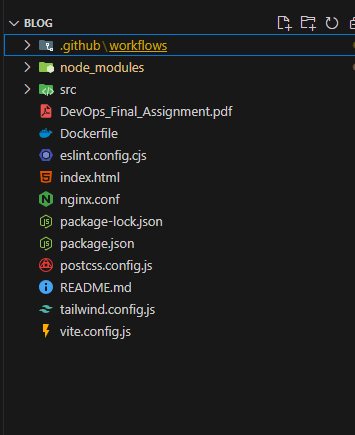 BLOG
.github\workflows
node_modules
src
DevOps_Final_Assignment.pdf
Dockerfile
eslint.config.cjs
index.html
nginx.conf
package-lock.json
package.json
postcss.config.js
README.md
tailwind.config.js
vite.config.js